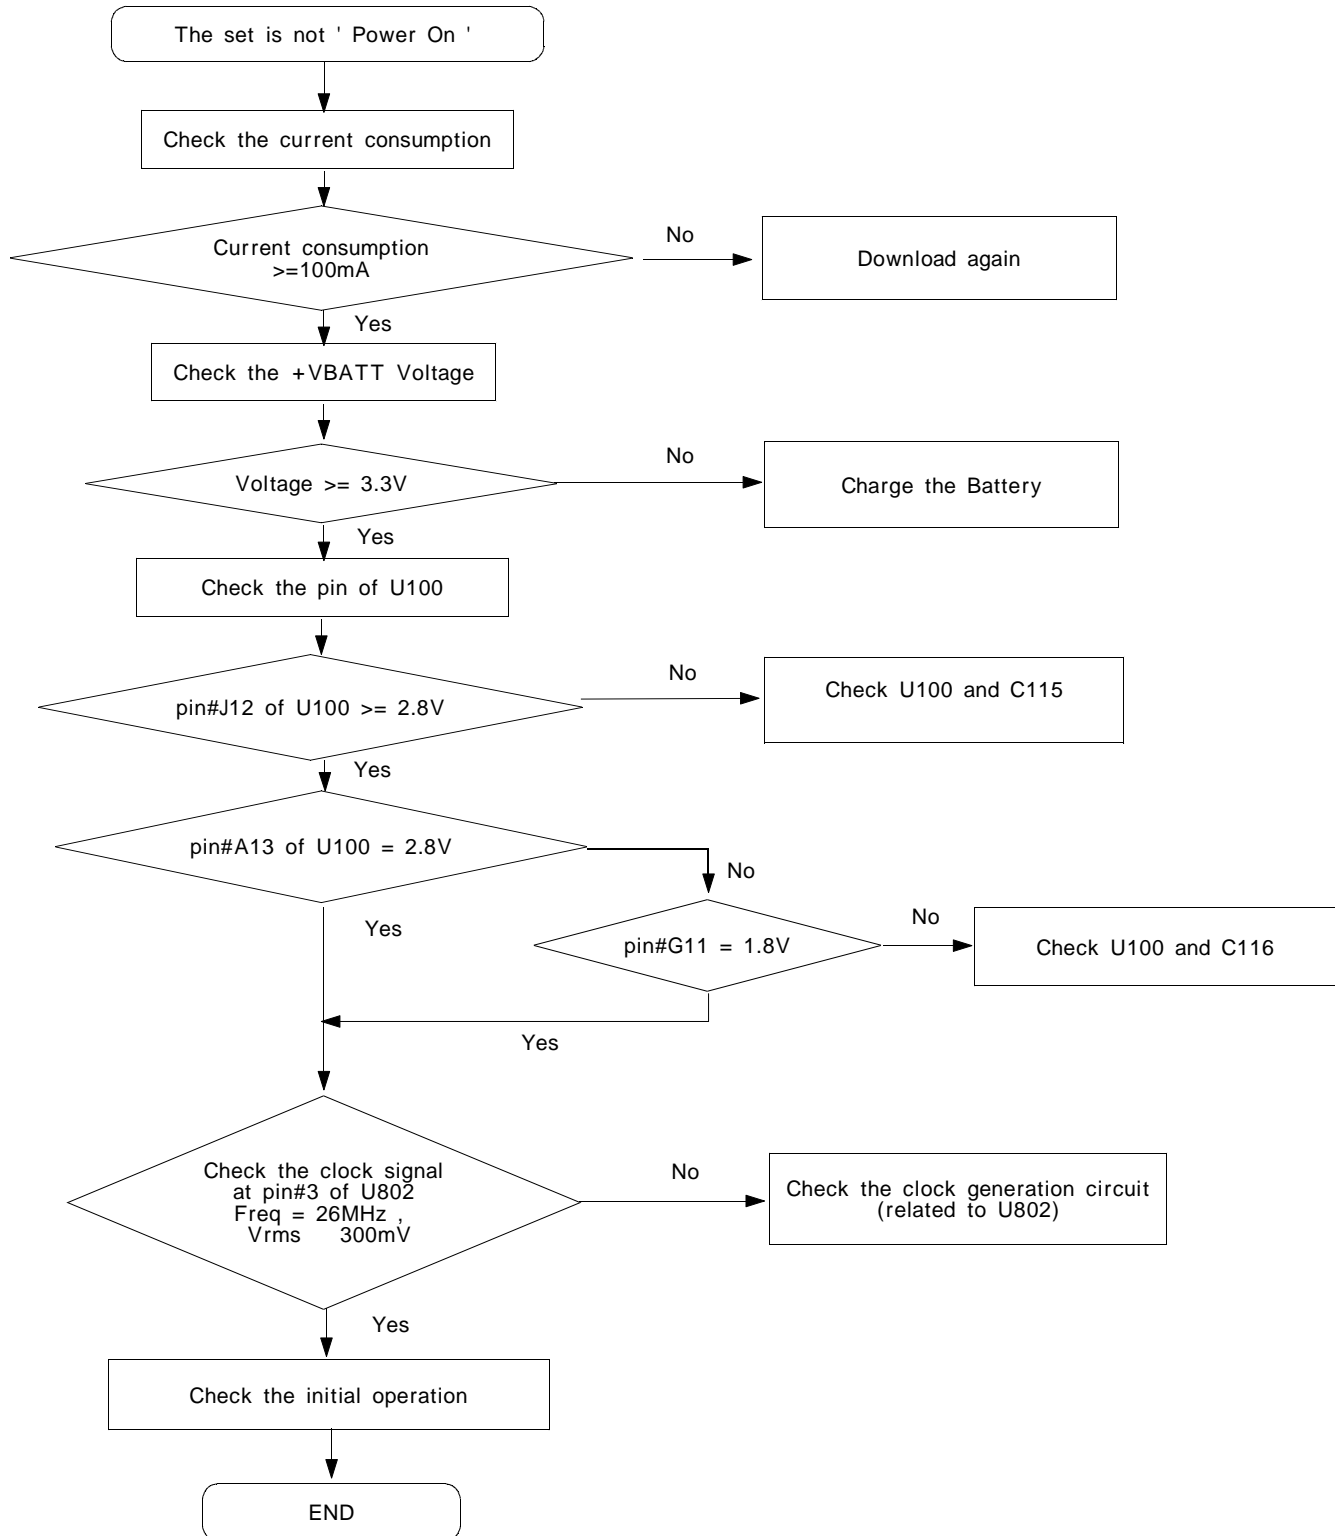 The set is not ' Power On '
Check the current consumption
Current consumption
>=100mA
No
Download again
Yes
Check the +VBATT Voltage
Voltage >= 3.3V
No
Charge the Battery
Yes
Check the pin of U100
pin#J12 of U100 >= 2.8V
No
Check U100 and C115
Yes
pin#A13 of U100 = 2.8V
No
Yes
pin#G11 = 1.8V
No
Check U100 and C116
Yes
Check the clock signal
at pin#3 of U802
Freq = 26MHz ,
Vrms 300mV
No
Check the clock generation circuit
(related to U802)
Yes
Check the initial operation
END